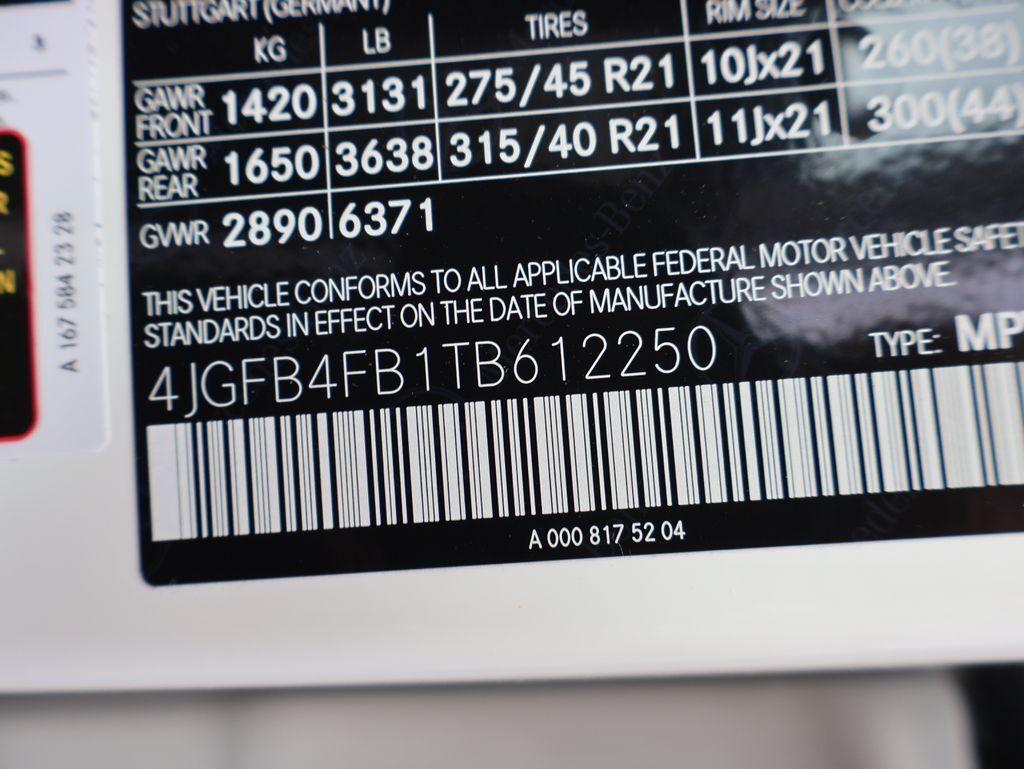 STUTTGART (GERMANY)
KG LB TIRES RIM SIZE
GAWR FRONT 1420 3131 275/45 R21 10Jx21 260(38)
GAWR REAR 1650 3638 315/40 R21 11Jx21 300(44)
GVWR 2890 6371
THIS VEHICLE CONFORMS TO ALL APPLICABLE FEDERAL MOTOR VEHICLE SAFET
STANDARDS IN EFFECT ON THE DATE OF MANUFACTURE SHOWN ABOVE.
4JGFB4FB1TB612250
TYPE: MP
A 000 817 52 04
A 167 584 23 28